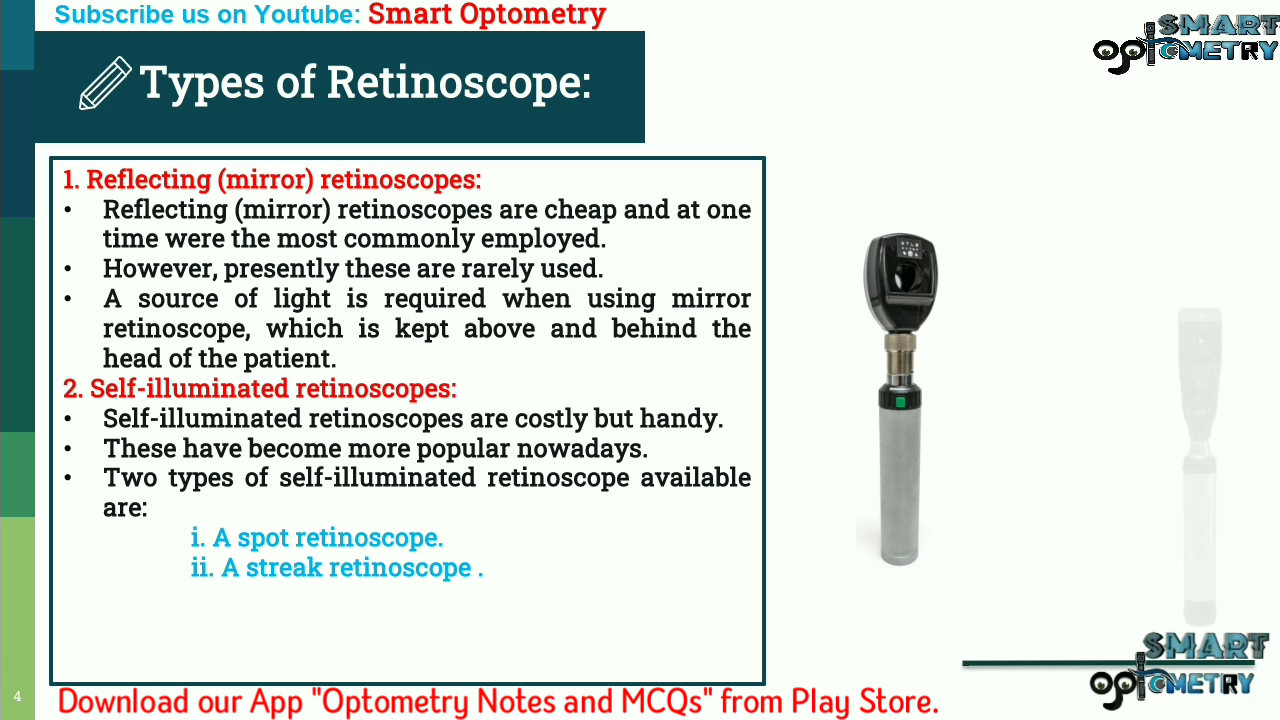 Subscribe us on Youtube: Smart Optometry
SMART
OptOMETRY
Types of Retinoscope:
1. Reflecting (mirror) retinoscopes:
• Reflecting (mirror) retinoscopes are cheap and at one
time were the most commonly employed.
• However, presently these are rarely used.
• A source of light is required when using mirror
retinoscope, which is kept above and behind the
head of the patient.
2. Self-illuminated retinoscopes:
• Self-illuminated retinoscopes are costly but handy.
• These have become more popular nowadays.
• Two types of self-illuminated retinoscope available
are:
i. A spot retinoscope.
ii. A streak retinoscope .
SMART
OptOMETRY
4
Download our App "Optometry Notes and MCQs" from Play Store.